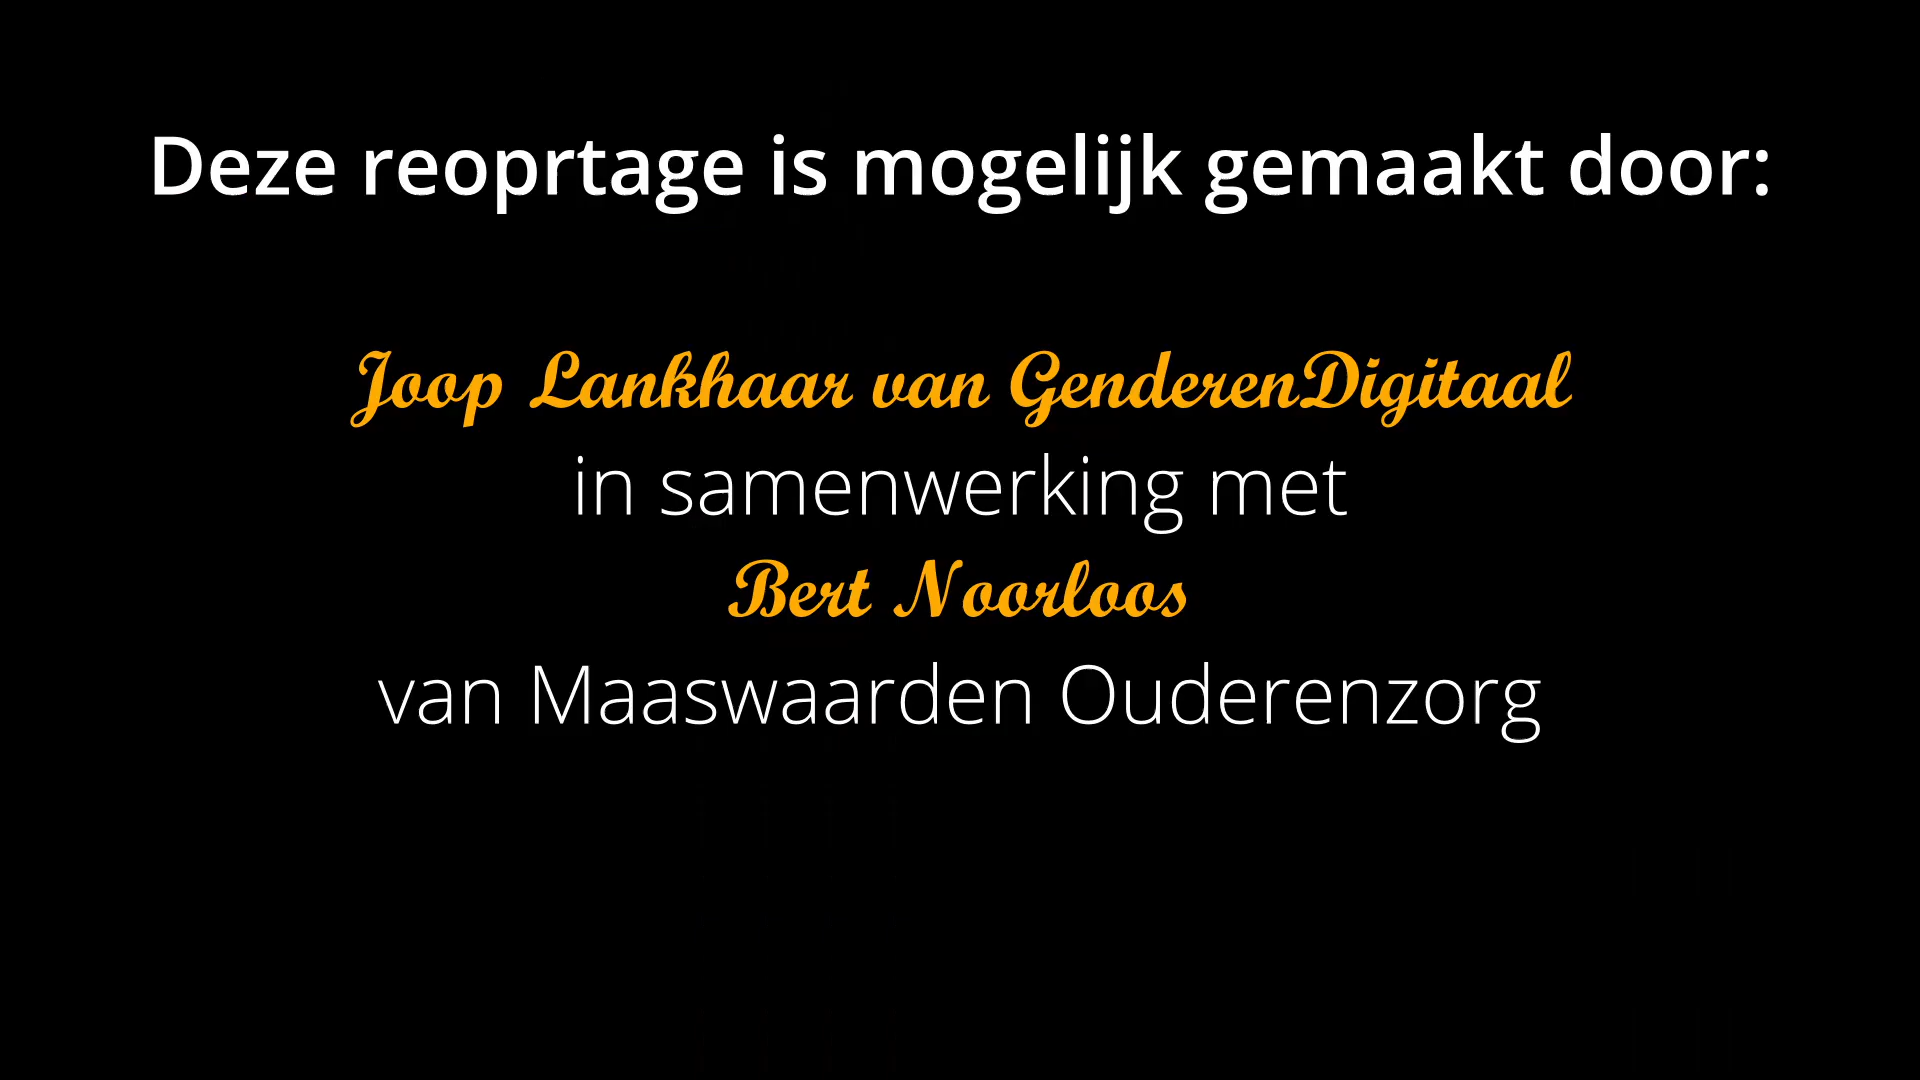 Deze reoprtage is mogelijk gemaakt door:
Joop Lankhaar van GenderenDigitaal
in samenwerking met
Bert Noorloos
van Maaswaarden Ouderenzorg